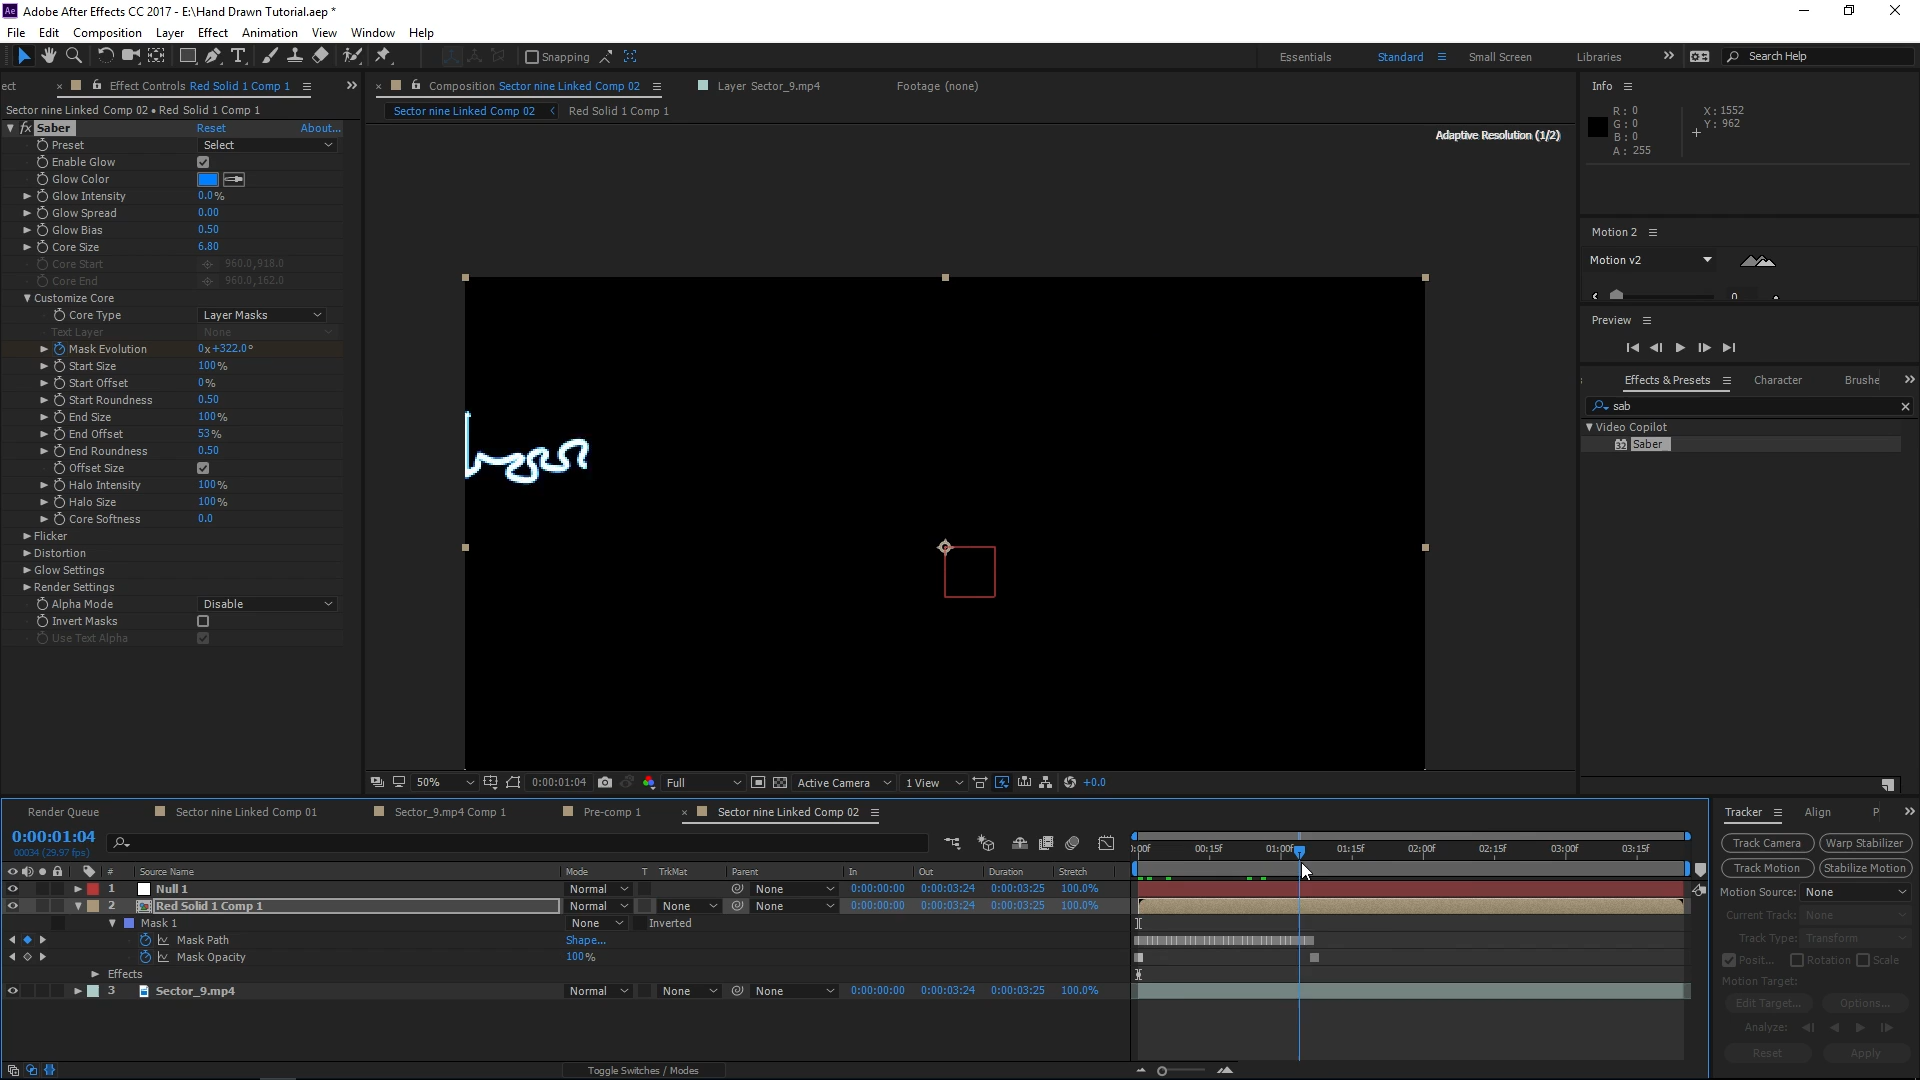 Ae Adobe After Effects CC 2017 - E:\Hand Drawn Tutorial.aep *
File Edit Composition Layer Effect Animation View Window Help
Snapping Essentials Standard Small Screen Libraries Search Help
ect Effect Controls Red Solid 1 Comp 1
Sector nine Linked Comp 02 • Red Solid 1 Comp 1
fx Saber Reset About...
Preset Select
Enable Glow
Glow Color
Glow Intensity 0.0%
Glow Spread 0.00
Glow Bias 0.50
Core Size 6.80
Core Start 960.0,918.0
Core End 960.0,162.0
Customize Core
Core Type Layer Masks
Text Layer None
Mask Evolution 0x+322.0°
Start Size 100%
Start Offset 0%
Start Roundness 0.50
End Size 100%
End Offset 53%
End Roundness 0.50
Offset Size
Halo Intensity 100%
Halo Size 100%
Core Softness 0.0
Flicker
Distortion
Glow Settings
Render Settings
Alpha Mode Disable
Invert Masks
Use Text Alpha
Composition Sector nine Linked Comp 02 Layer Sector_9.mp4 Footage (none)
Sector nine Linked Comp 02 Red Solid 1 Comp 1
Adaptive Resolution (1/2)
50% 0:00:01:04 Full Active Camera 1 View +0.0
Info
R: 0 X: 1552
G: 0 Y: 962
B: 0
A: 255
Motion 2
Motion v2
0
Preview
Effects & Presets Character Brushe
sab
Video Copilot
32 Saber
Render Queue Sector nine Linked Comp 01 Sector_9.mp4 Comp 1 Pre-comp 1 Sector nine Linked Comp 02
0:00:01:04
00034 (29.97 fps)
:00f 00:15f 01:00f 01:15f 02:00f 02:15f 03:00f 03:15f
# Source Name Mode T TrkMat Parent In Out Duration Stretch
1 Null 1 Normal None 0:00:00:00 0:00:03:24 0:00:03:25 100.0%
2 Red Solid 1 Comp 1 Normal None None 0:00:00:00 0:00:03:24 0:00:03:25 100.0%
Mask 1 None Inverted
Mask Path Shape...
Mask Opacity 100%
Effects
3 Sector_9.mp4 Normal None None 0:00:00:00 0:00:03:24 0:00:03:25 100.0%
Toggle Switches / Modes
Tracker Align P
Track Camera Warp Stabilizer
Track Motion Stabilize Motion
Motion Source: None
Current Track: None
Track Type: Transform
Posit... Rotation Scale
Motion Target:
Edit Target... Options...
Analyze:
Reset Apply